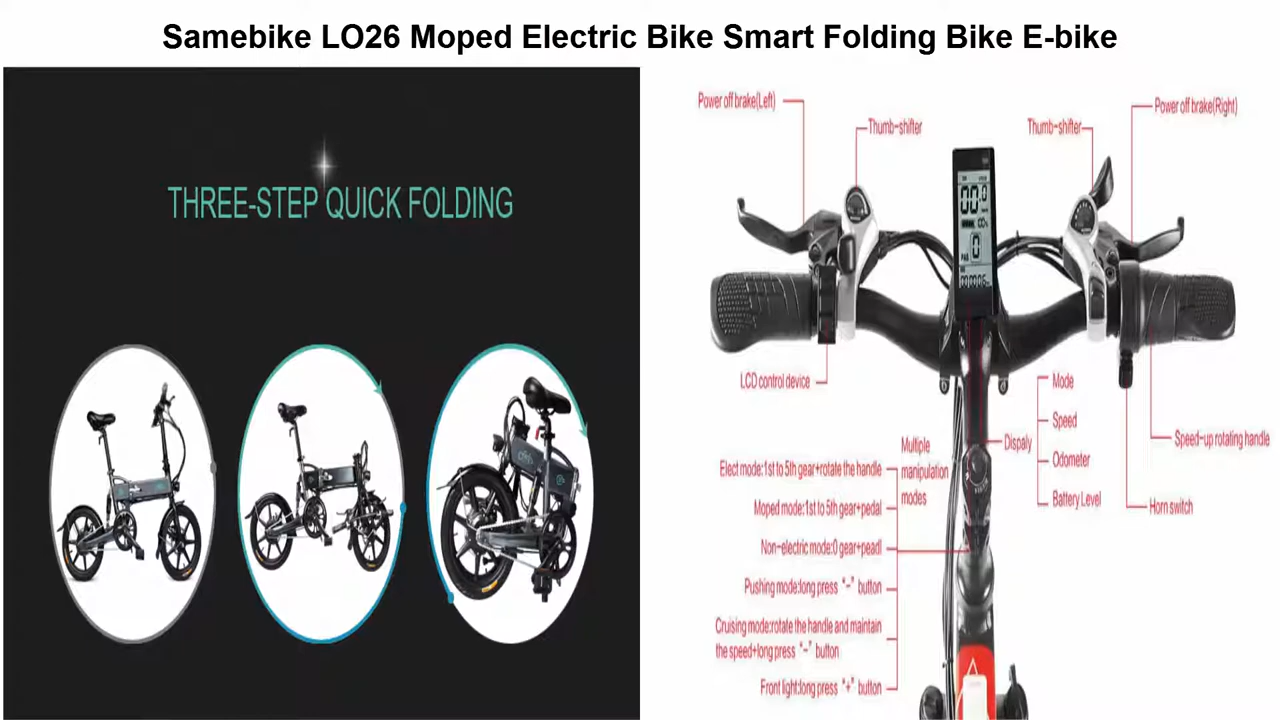 Samebike LO26 Moped Electric Bike Smart Folding Bike E-bike
THREE-STEP QUICK FOLDING
Power off brake(Left)
Thumb-shifter
Thumb-shifter
Power off brake(Right)
LCD control device
Multiple
manipulation
modes
Elect mode:1st to 5th gear+rotate the handle
Moped mode:1st to 5th gear+pedal
Non-electric mode:0 gear+peadl
Pushing mode:long press "-" button
Cruising mode:rotate the handle and maintain
the speed+long press "-" button
Front light:long press "+" button
Dispaly
Mode
Speed
Odometer
Battery Level
Speed-up rotating handle
Horn switch